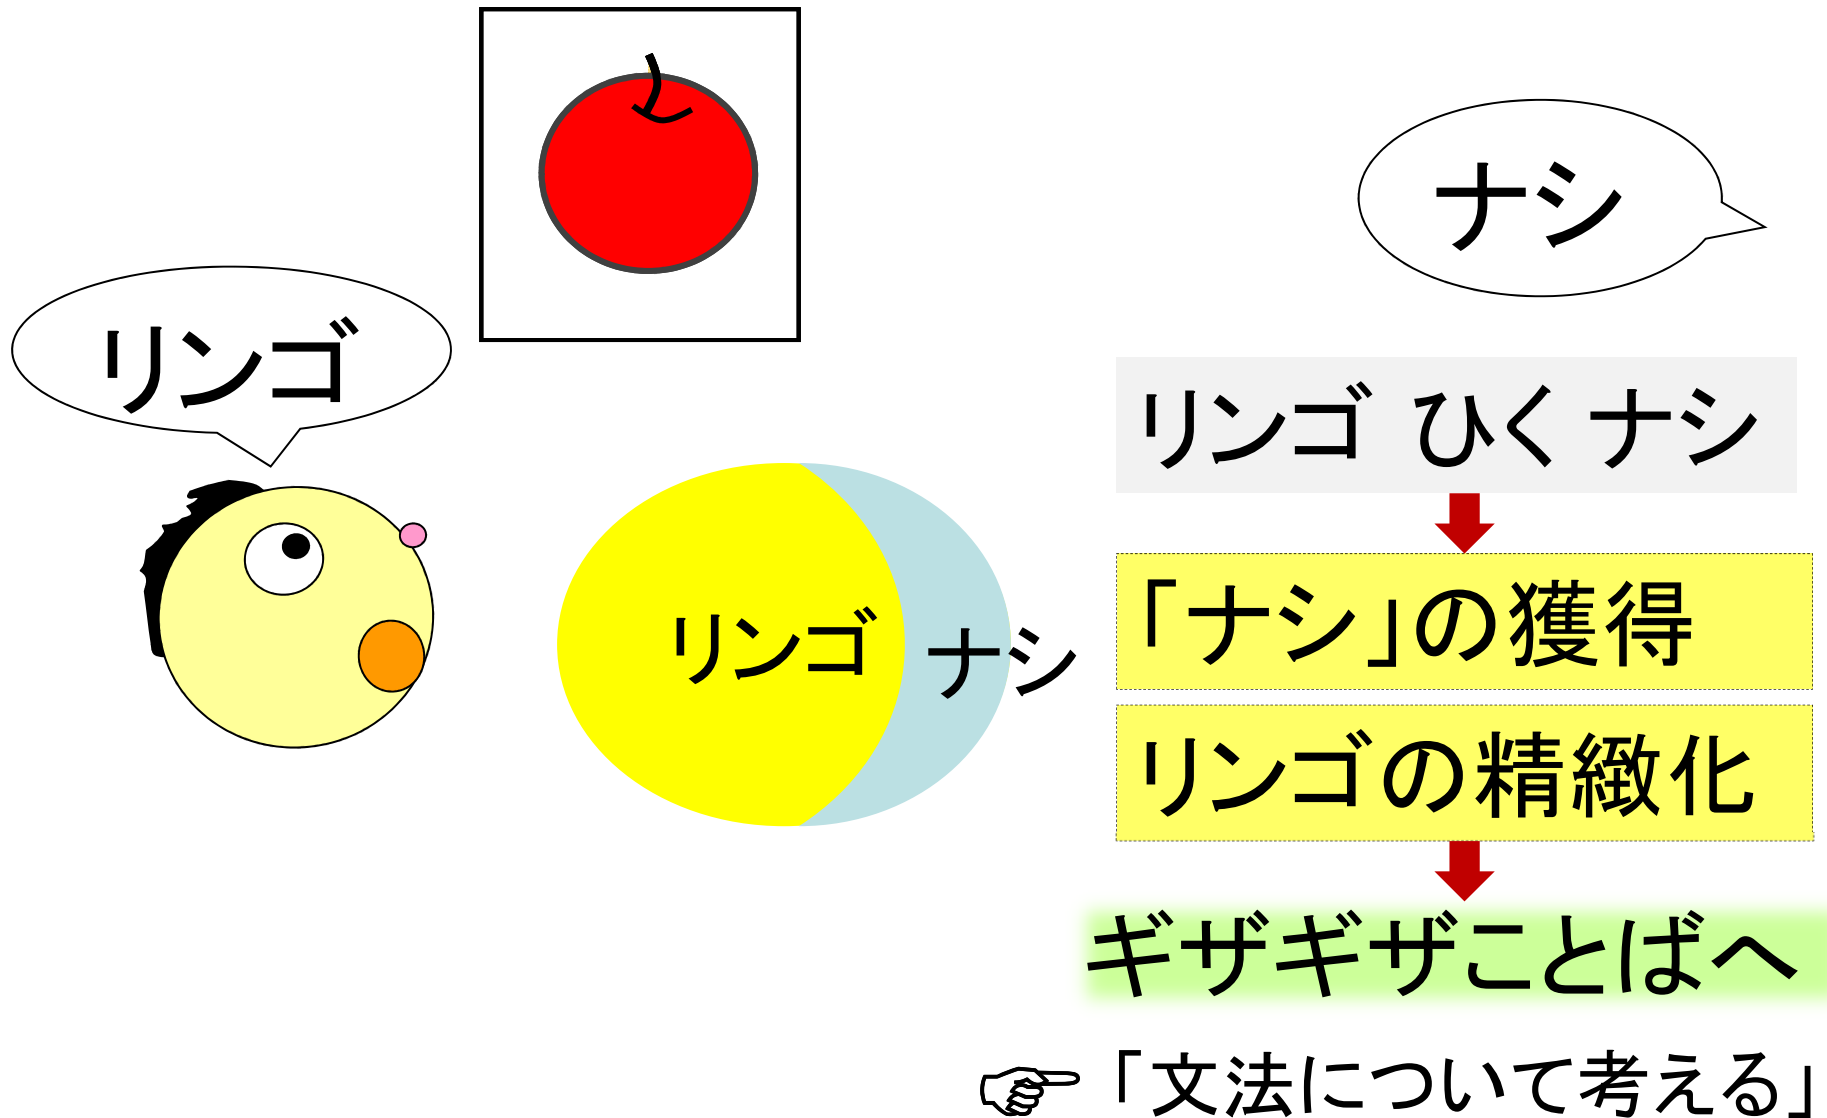 ナシ
リンゴ
リンゴ ひく ナシ
リンゴ ナシ
「ナシ」の獲得
リンゴの精緻化
ギザギザことばへ
☞「文法について考える」